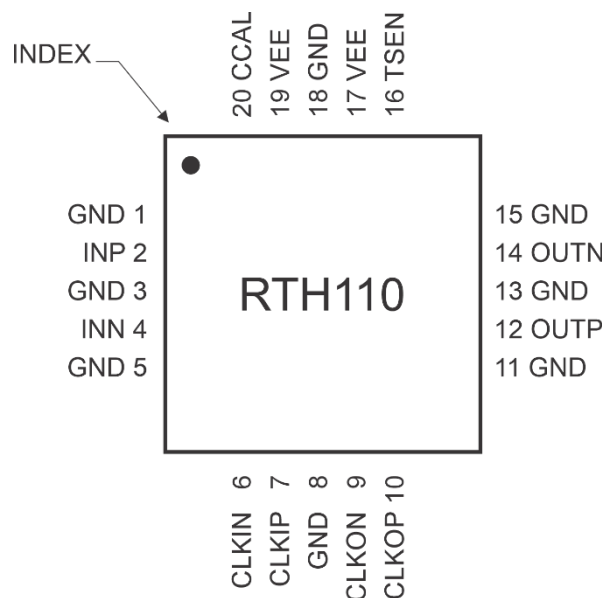 INDEX
20 CCAL
19 VEE
18 GND
17 VEE
16 TSEN
GND 1
INP 2
GND 3
INN 4
GND 5
RTH110
15 GND
14 OUTN
13 GND
12 OUTP
11 GND
CLKIN 6
CLKIP 7
GND 8
CLKON 9
CLKOP 10